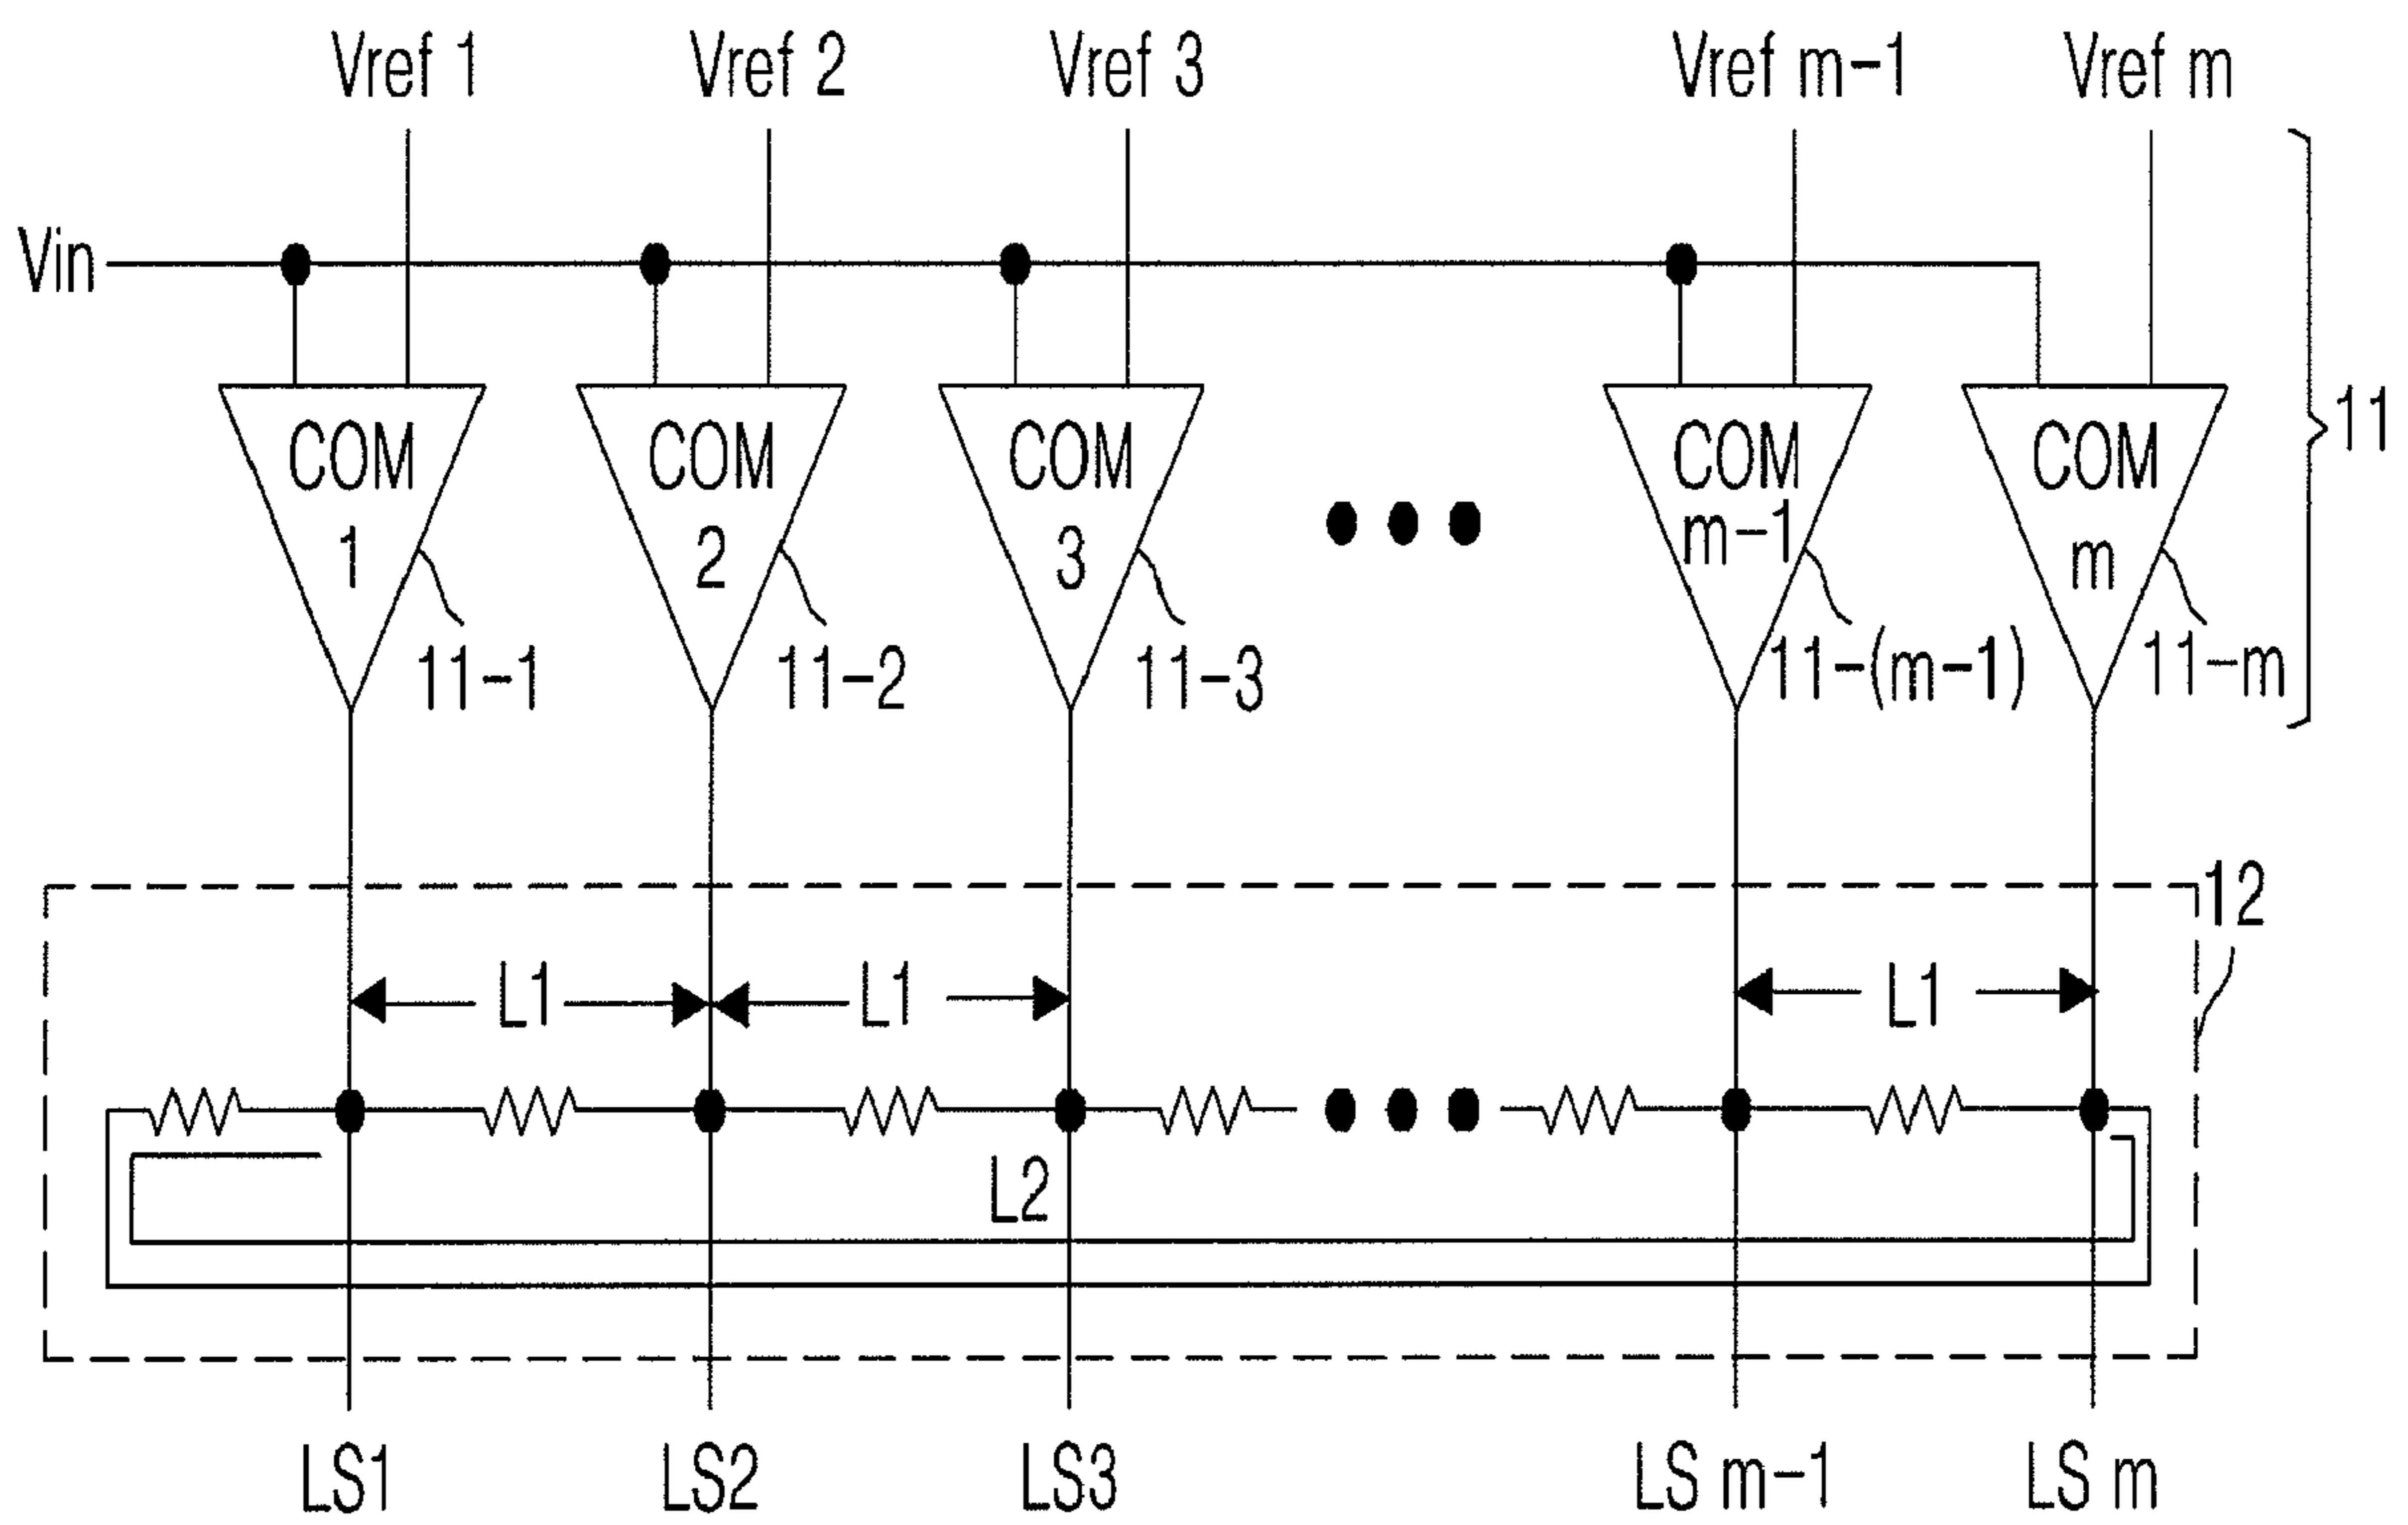 Vref 1
Vref 2
Vref 3
Vref m-1
Vref m
Vin
COM
1
COM
2
COM
3
COM
m-1
COM
m
11
11-1
11-2
11-3
11-(m-1)
11-m
12
L1
L1
L1
L2
LS1
LS2
LS3
LS m-1
LS m